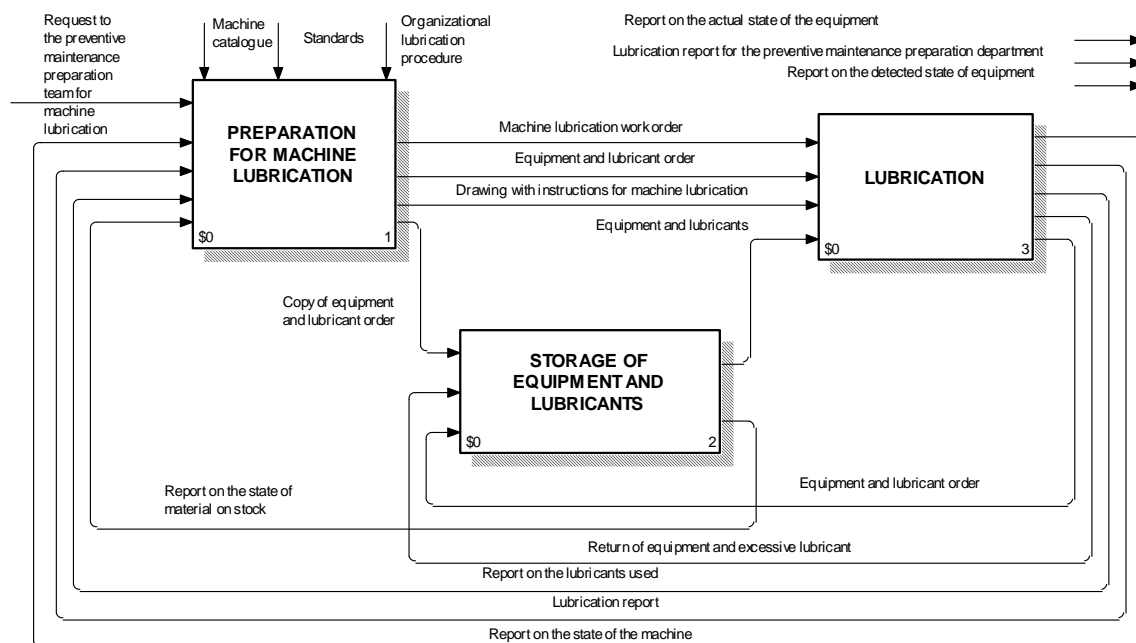 Request to
the preventive
maintenance
preparation
team for
machine
lubrication
Machine
catalogue
Standards
Organizational
lubrication
procedure
Report on the actual state of the equipment
Lubrication report for the preventive maintenance preparation department
Report on the detected state of equipment
PREPARATION
FOR MACHINE
LUBRICATION
$0
1
Machine lubrication work order
Equipment and lubricant order
Drawing with instructions for machine lubrication
Equipment and lubricants
LUBRICATION
$0
3
Copy of equipment
and lubricant order
STORAGE OF
EQUIPMENT AND
LUBRICANTS
$0
2
Report on the state of
material on stock
Equipment and lubricant order
Return of equipment and excessive lubricant
Report on the lubricants used
Lubrication report
Report on the state of the machine